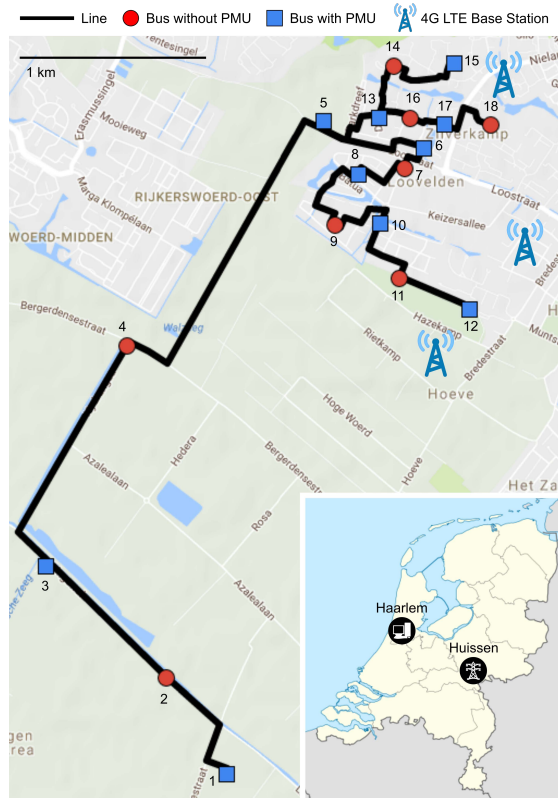 Line
Bus without PMU
Bus with PMU
4G LTE Base Station
1 km
Erasmussingel
Mooieweg
Marga Klompélaan
RIJKERSWOERD-OOST
WOERD-MIDDEN
14
15
5
13
16
17
18
Zilverkamp
6
8
7
Loovelden
Loostraat
Keizersallee
9
10
11
12
Hazekamp
Rietkamp
Bredestraat
Hoeve
Bergerdensestraat
4
Walsteg
Hoge Woerd
Hoeve
Het Za
Azalealaan
Hedera
Bergerdensestraat
Rosa
Azalealaan
3
2
1
Haarlem
Huissen